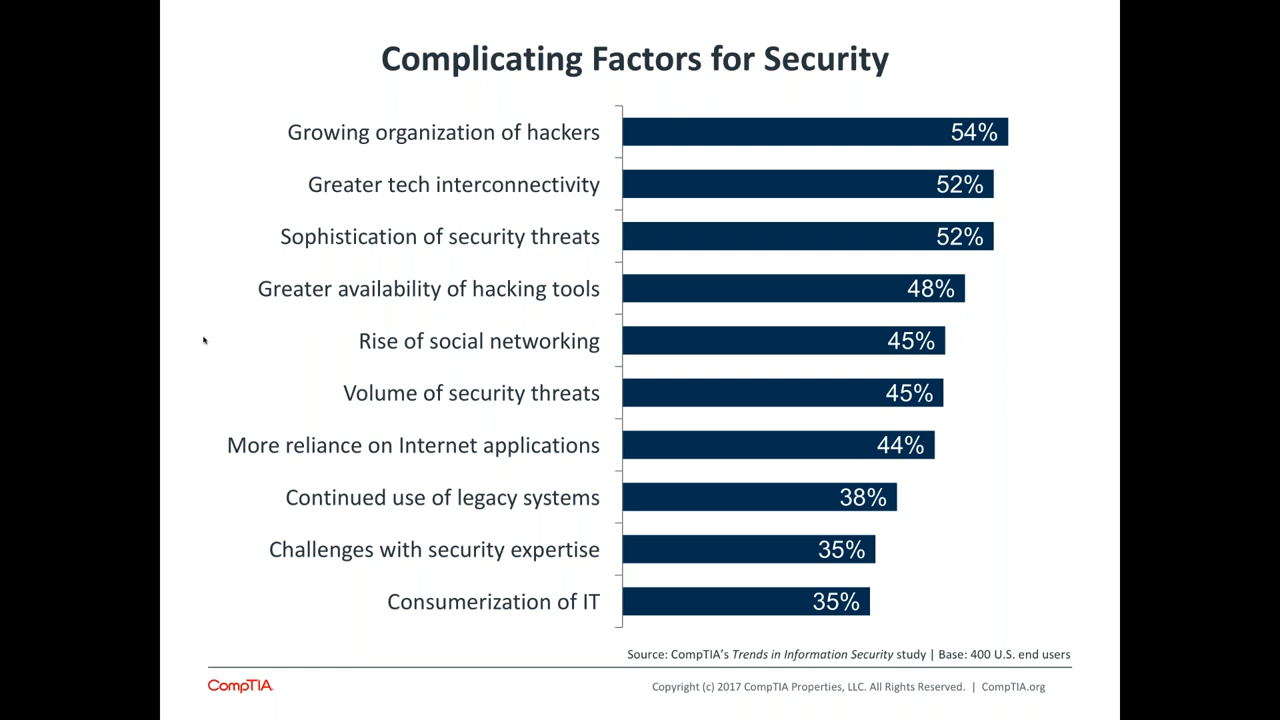 Complicating Factors for Security
Growing organization of hackers 54%
Greater tech interconnectivity 52%
Sophistication of security threats 52%
Greater availability of hacking tools 48%
Rise of social networking 45%
Volume of security threats 45%
More reliance on Internet applications 44%
Continued use of legacy systems 38%
Challenges with security expertise 35%
Consumerization of IT 35%
Source: CompTIA’s Trends in Information Security study | Base: 400 U.S. end users
CompTIA. Copyright (c) 2017 CompTIA Properties, LLC. All Rights Reserved. | CompTIA.org